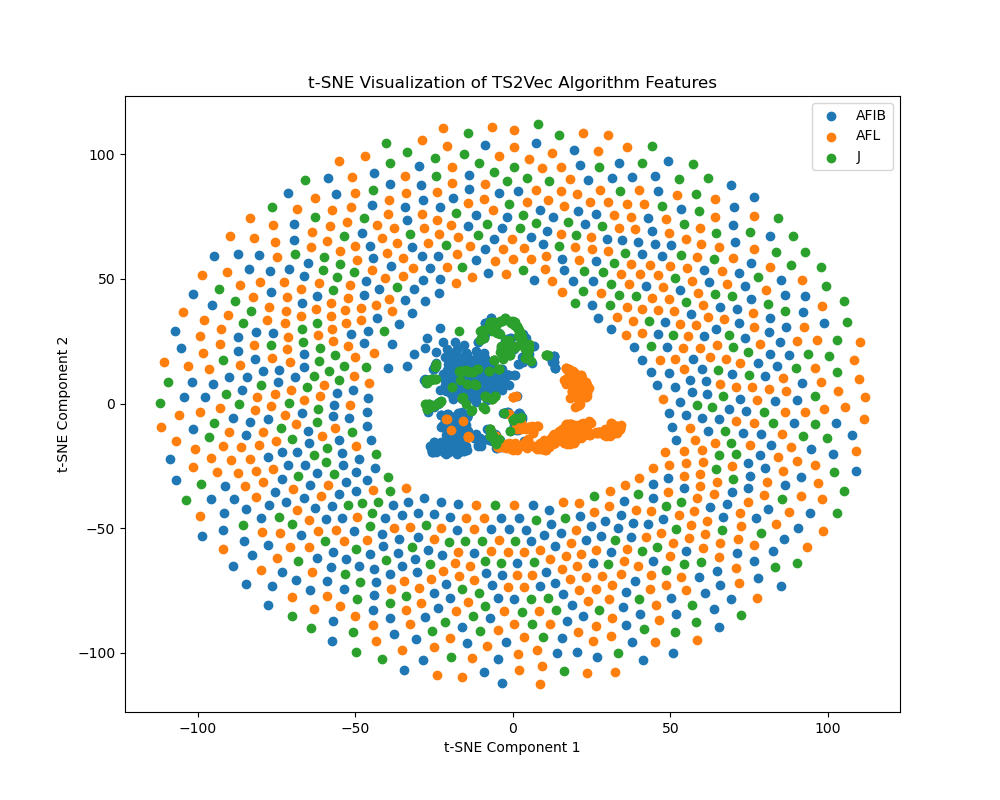 t-SNE Visualization of TS2Vec Algorithm Features
AFIB
AFL
J
100
50
0
−50
−100
t-SNE Component 2
−100
−50
0
50
100
t-SNE Component 1